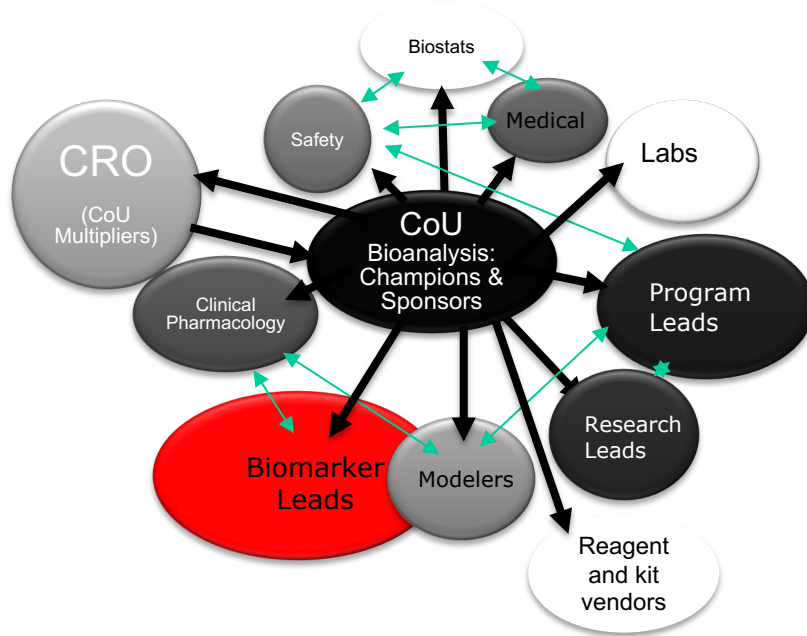 Biostats
Safety
Medical
Labs
CRO
(CoU
Multipliers)
CoU
Bioanalysis:
Champions &
Sponsors
Clinical
Pharmacology
Program
Leads
Research
Leads
Biomarker
Leads
Modelers
Reagent
and kit
vendors